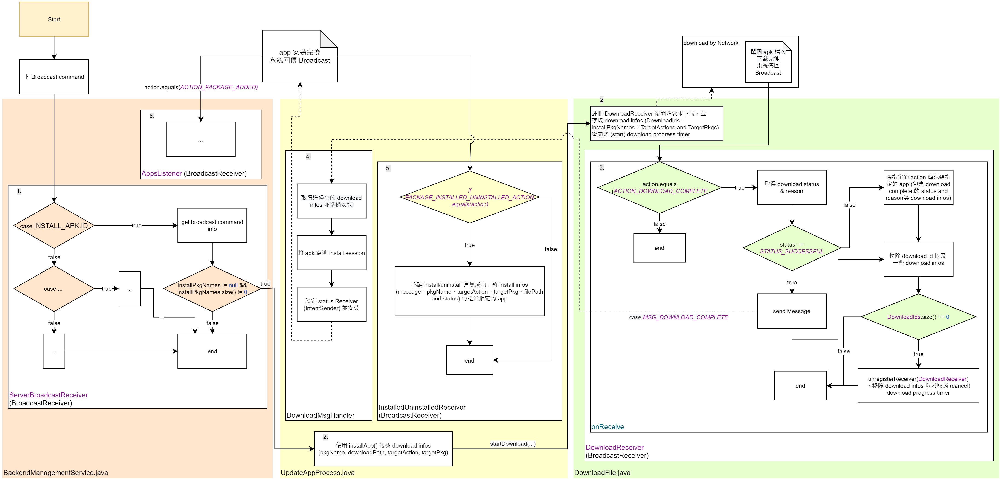 Start
下 Broadcast command
app 安裝完後
系統回傳 Broadcast
action.equals(ACTION_PACKAGE_ADDED)
download by Network
單個 apk 檔案
下載完後
系統傳回
Broadcast
6.
...
AppsListener (BroadcastReceiver)
1.
case INSTALL_APK.ID
true
get broadcast command
info
false
case ...
true
...
installPkgNames != null &&
installPkgNames.size() != 0
true
false
...
false
...
end
ServerBroadcastReceiver
(BroadcastReceiver)
BackendManagementService.java
4.
取得送過來的 download
infos 並準備安裝
將 apk 寫進 install session
設定 status Receiver
(IntentSender) 並安裝
DownloadMsgHandler
5.
if
PACKAGE_INSTALLED_UNINSTALLED_ACTION
.equals(action)
true
false
不論 install/uninstall 有無成功，將 install infos
(message、pkgName、targetAction、targetPkg、filePath
and status) 傳送給指定的 app
end
InstalledUninstalledReceiver
(BroadcastReceiver)
2.
使用 installApp() 傳遞 download infos
(pkgName, downloadPath, targetAction, targetPkg)
startDownload(...)
UpdateAppProcess.java
2
註冊 DownloadReceiver 後開始要求下載，並
存取 download infos (DownloadIds、
InstallPkgNames、TargetActions and TargetPkgs)
後開始 (start) download progress timer
3.
action.equals
(ACTION_DOWNLOAD_COMPLETE
true
取得 download status
& reason
false
end
status ==
STATUS_SUCCESSFUL
false
將指定的 action 傳送給指
定的 app (包含 download
complete 的 status and
reason等 download infos)
true
send Message
case MSG_DOWNLOAD_COMPLETE
移除 download id 以及
一些 download infos
DownloadIds.size() == 0
false
true
end
unregisterReceiver(DownloadReceiver)
、移除 download infos 以及取消 (cancel)
download progress timer
onReceive
DownloadReceiver
(BroadcastReceiver)
DownloadFile.java